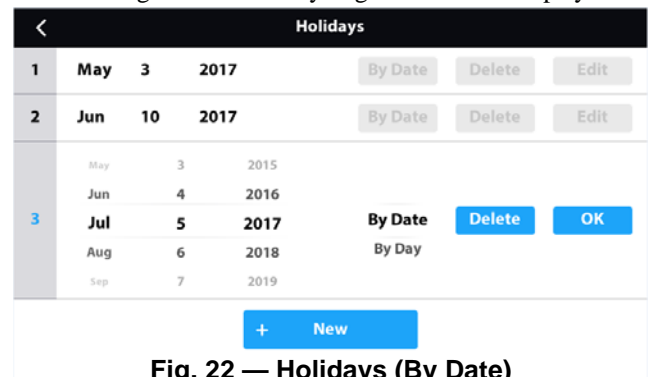 Holidays
1 May 3 2017 By Date Delete Edit
2 Jun 10 2017 By Date Delete Edit
May 3 2015
Jun 4 2016
3 Jul 5 2017 By Date Delete OK
Aug 6 2018 By Day
Sep 7 2019
+ New
Fig. 22 — Holidays (By Date)